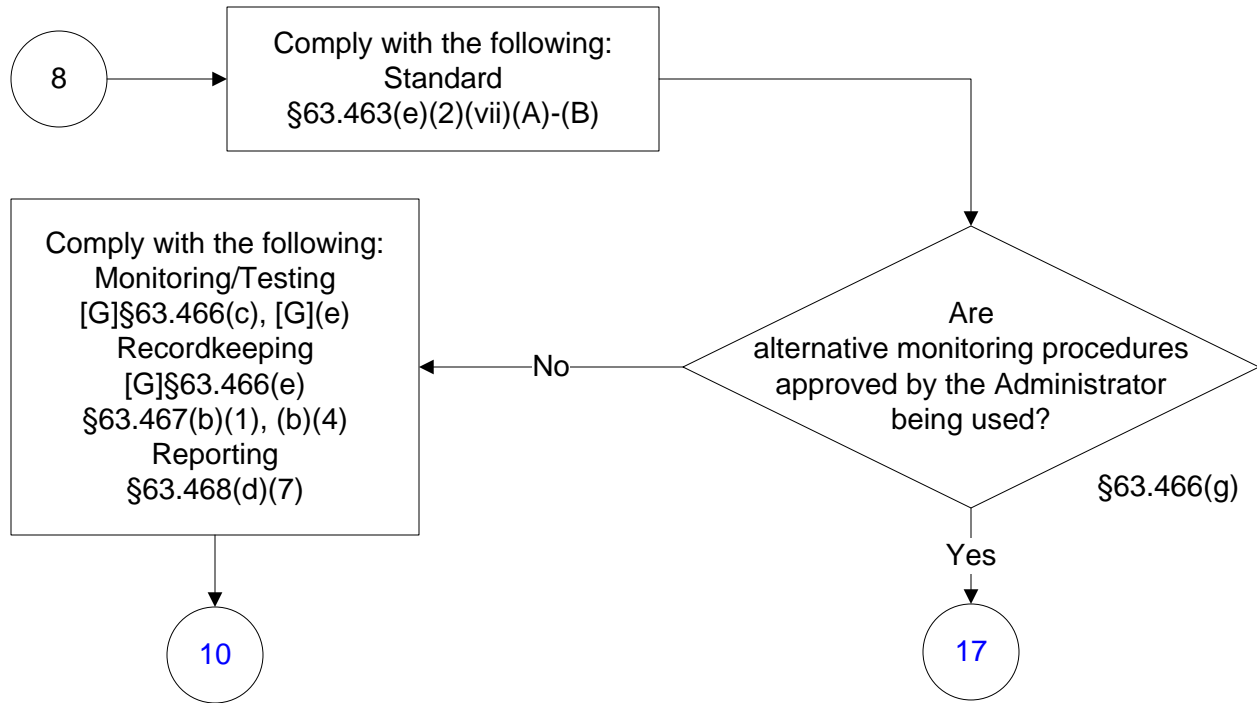 8
Comply with the following:
Standard
§63.463(e)(2)(vii)(A)-(B)
Are
alternative monitoring procedures
approved by the Administrator
being used?
§63.466(g)
No
Comply with the following:
Monitoring/Testing
[G]§63.466(c), [G](e)
Recordkeeping
[G]§63.466(e)
§63.467(b)(1), (b)(4)
Reporting
§63.468(d)(7)
10
Yes
17